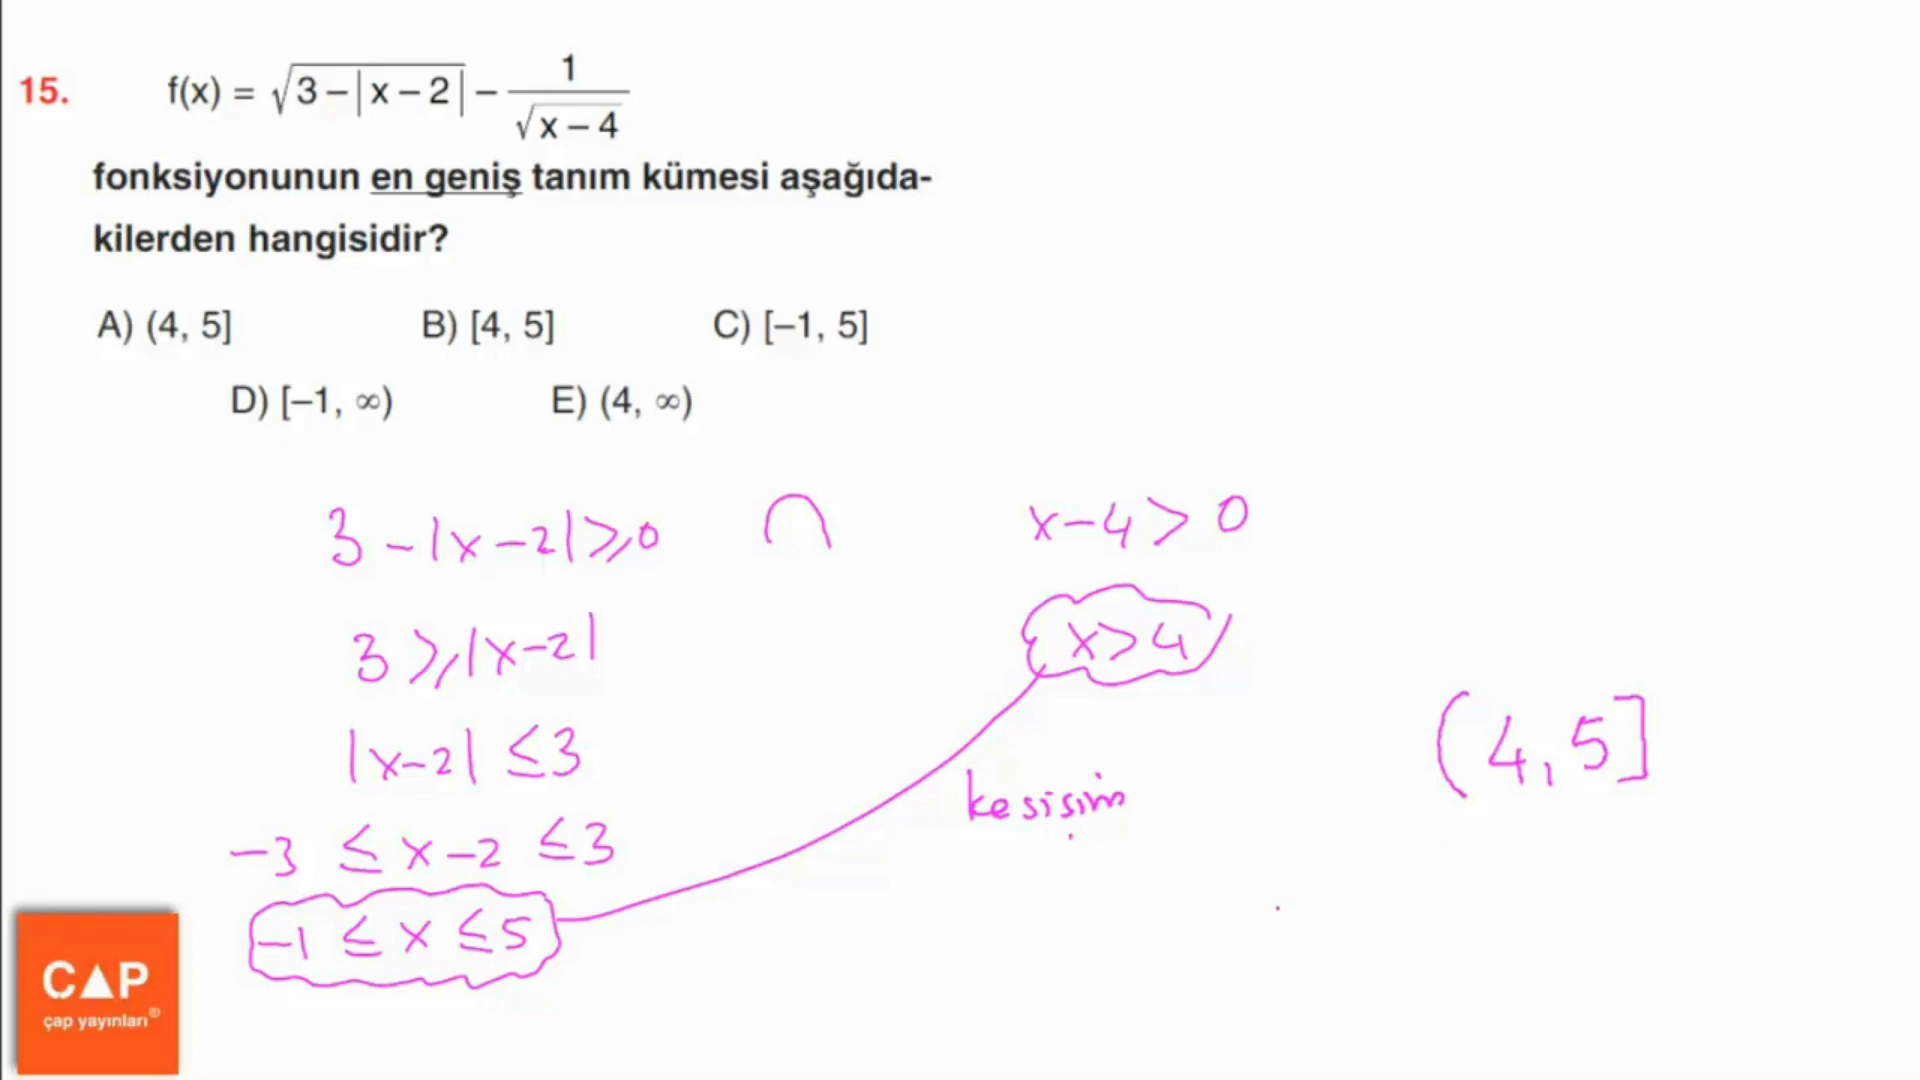 15. f(x) = √3 – |x – 2| – 1/√x – 4
fonksiyonunun en geniş tanım kümesi aşağıda-
kilerden hangisidir?
A) (4, 5] B) [4, 5] C) [–1, 5]
D) [–1, ∞) E) (4, ∞)
3 – |x – 2| ≥ 0 ∩ x – 4 > 0
3 ≥ |x – 2| x > 4
|x – 2| ≤ 3 (4, 5]
kesişim
–3 ≤ x – 2 ≤ 3
–1 ≤ x ≤ 5
CAP
çap yayınları®